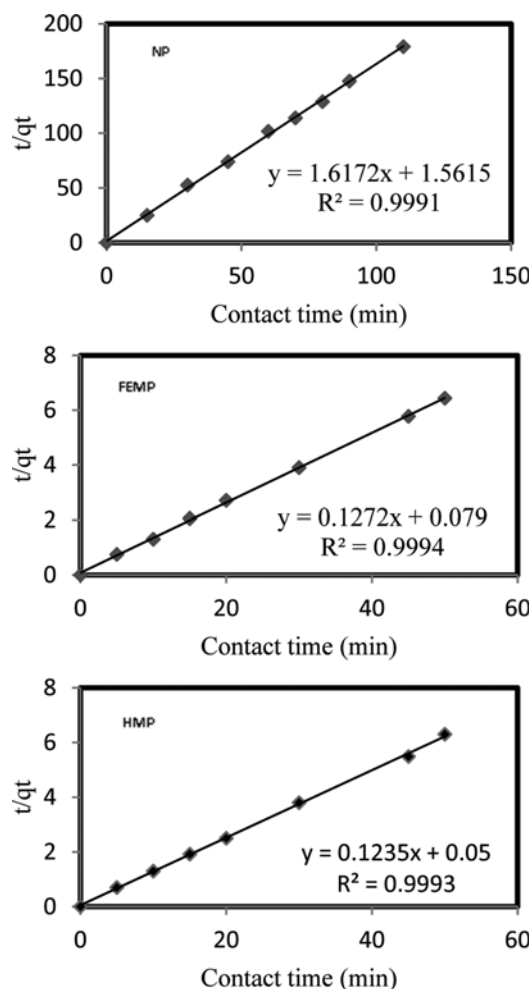 200
150
100
50
0
t/qt
NP
y = 1.6172x + 1.5615
R² = 0.9991
0 50 100 150
Contact time (min)
8
6
4
2
0
t/qt
FEMP
y = 0.1272x + 0.079
R² = 0.9994
0 20 40 60
Contact time (min)
8
6
4
2
0
t/qt
HMP
y = 0.1235x + 0.05
R² = 0.9993
0 20 40 60
Contact time (min)